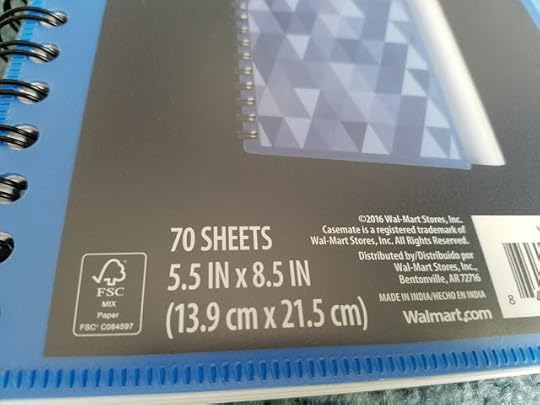 70 SHEETS
5.5 IN x 8.5 IN
(13.9 cm x 21.5 cm)
FSC
MIX
Paper
FSC® C084597
©2016 Wal-Mart Stores, Inc.
Casemate is a registered trademark of
Wal-Mart Stores, Inc. All Rights Reserved.
Distributed by/Distribuido por
Wal-Mart Stores, Inc.,
Bentonville, AR 72716
MADE IN INDIA/HECHO EN INDIA
Walmart.com
8